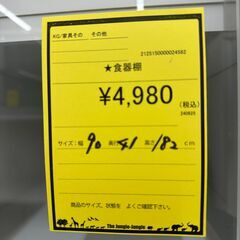 KG/家具その その他
2125150000024582
★食器棚
¥4,980
(税込)
240925
サイズ:幅 90 奥行 41 高さ 182 cm
商品のサイズ、状態を よくご確認下さい。
The Jungle-Jungle